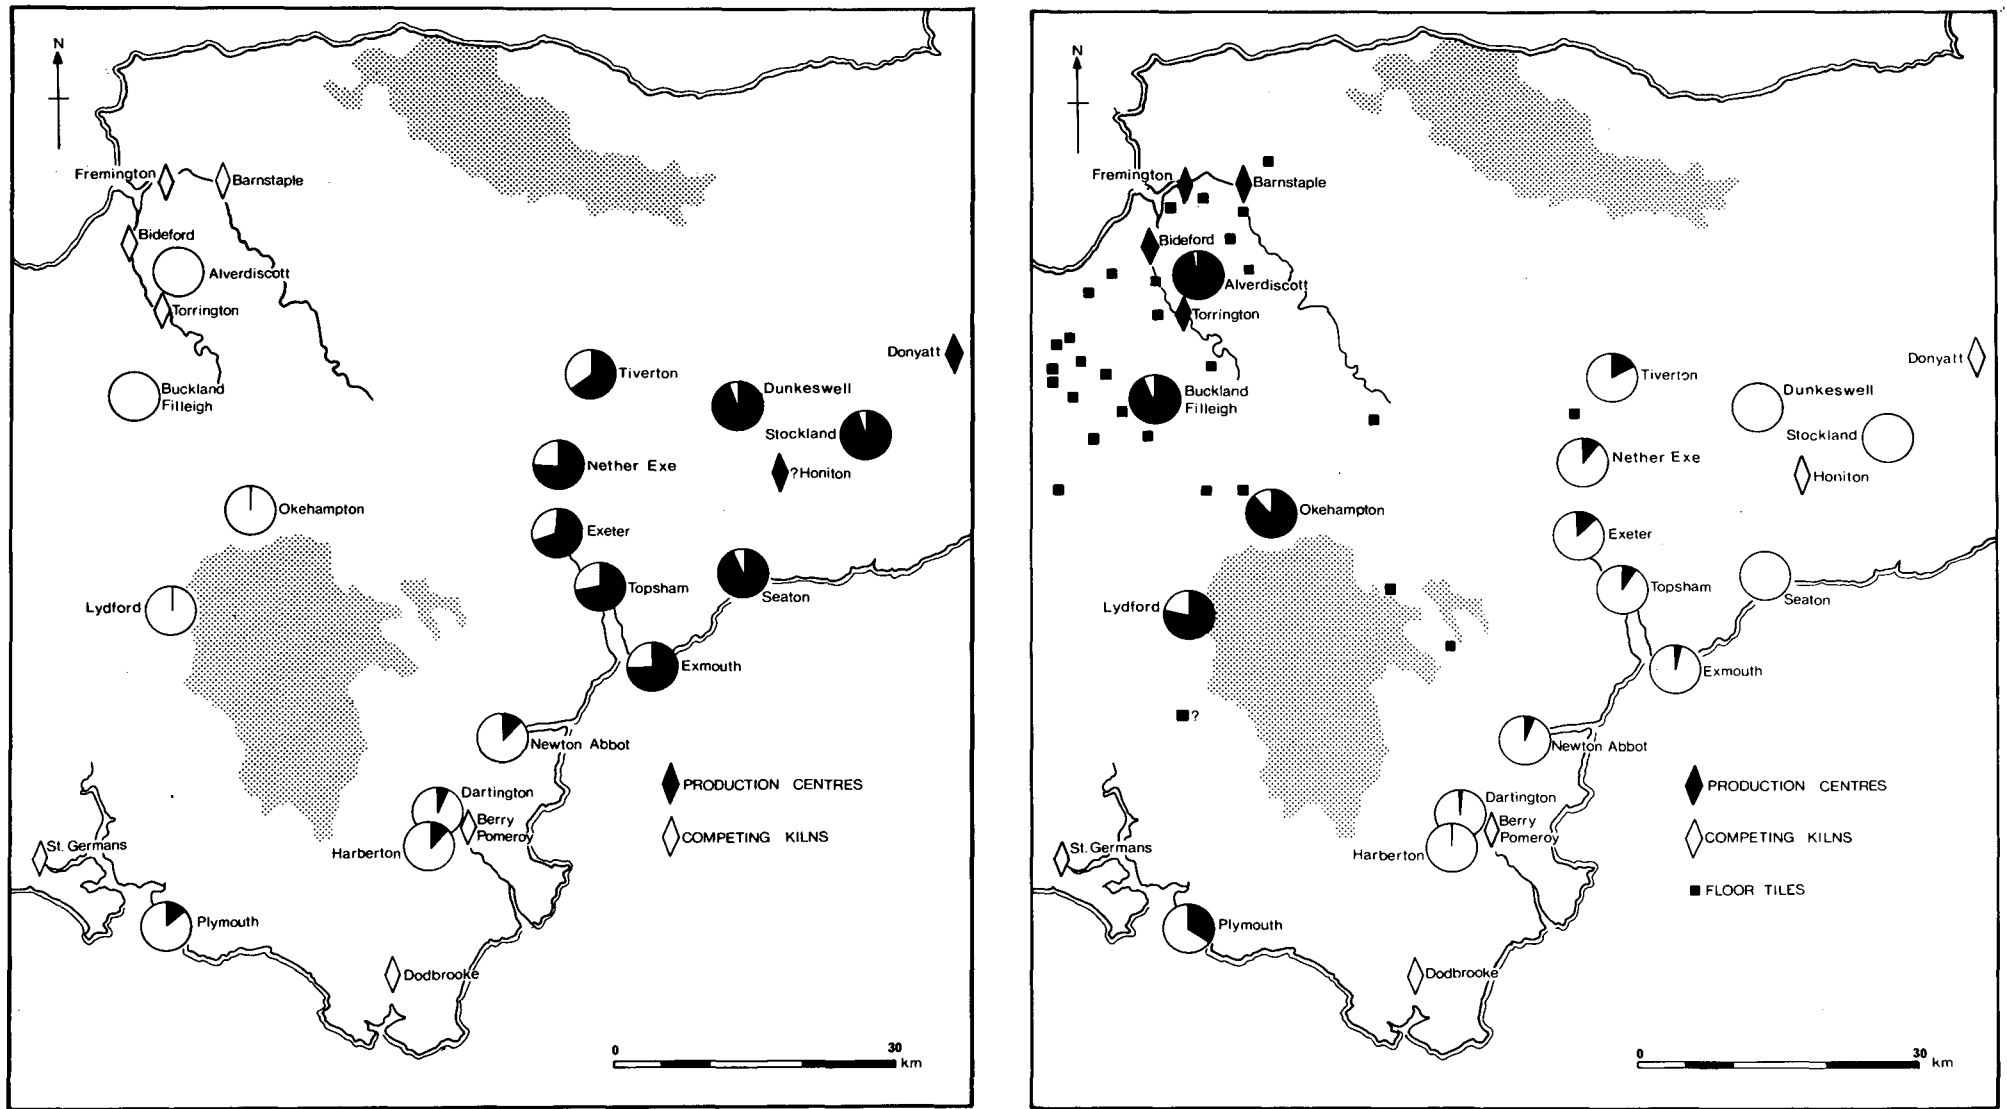 N
Fremington
Barnstaple
Bideford
Alverdiscott
Torrington
Donyatt
Tiverton
Dunkeswell
Buckland
Filleigh
Stockland
Nether Exe
?Honiton
Okehampton
Exeter
Topsham
Seaton
Lydford
Exmouth
Newton Abbot
PRODUCTION CENTRES
Dartington
Berry
Pomeroy
COMPETING KILNS
St. Germans
Harberton
Plymouth
Dodbrooke
0 30
km
N
Fremington
Barnstaple
Bideford
Alverdiscott
Torrington
Donyatt
Tiverton
Dunkeswell
Buckland
Filleigh
Stockland
Nether Exe
Honiton
Okehampton
Exeter
Topsham
Seaton
Lydford
Exmouth
?
Newton Abbot
PRODUCTION CENTRES
Dartington
Berry
Pomeroy
COMPETING KILNS
St. Germans
Harberton
FLOOR TILES
Plymouth
Dodbrooke
0 30
km